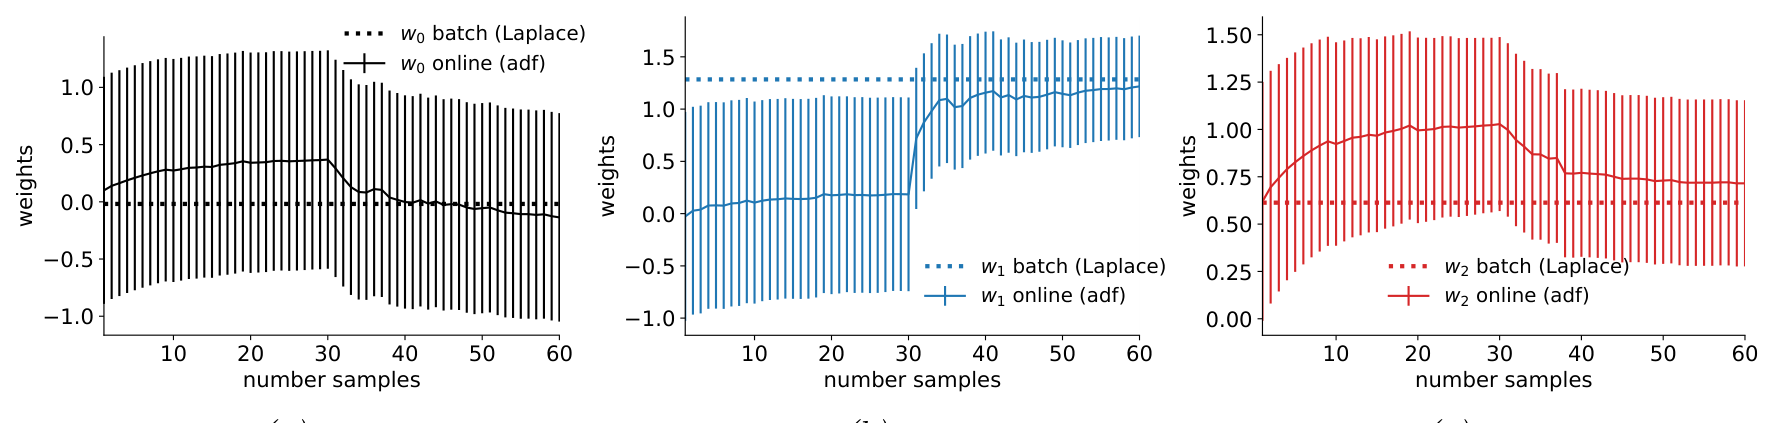 w0 batch (Laplace)
w0 online (adf)
1.0
0.5
0.0
−0.5
−1.0
weights
10 20 30 40 50 60
number samples
1.5
1.0
0.5
0.0
−0.5
−1.0
weights
w1 batch (Laplace)
w1 online (adf)
10 20 30 40 50 60
number samples
1.50
1.25
1.00
0.75
0.50
0.25
0.00
weights
w2 batch (Laplace)
w2 online (adf)
10 20 30 40 50 60
number samples